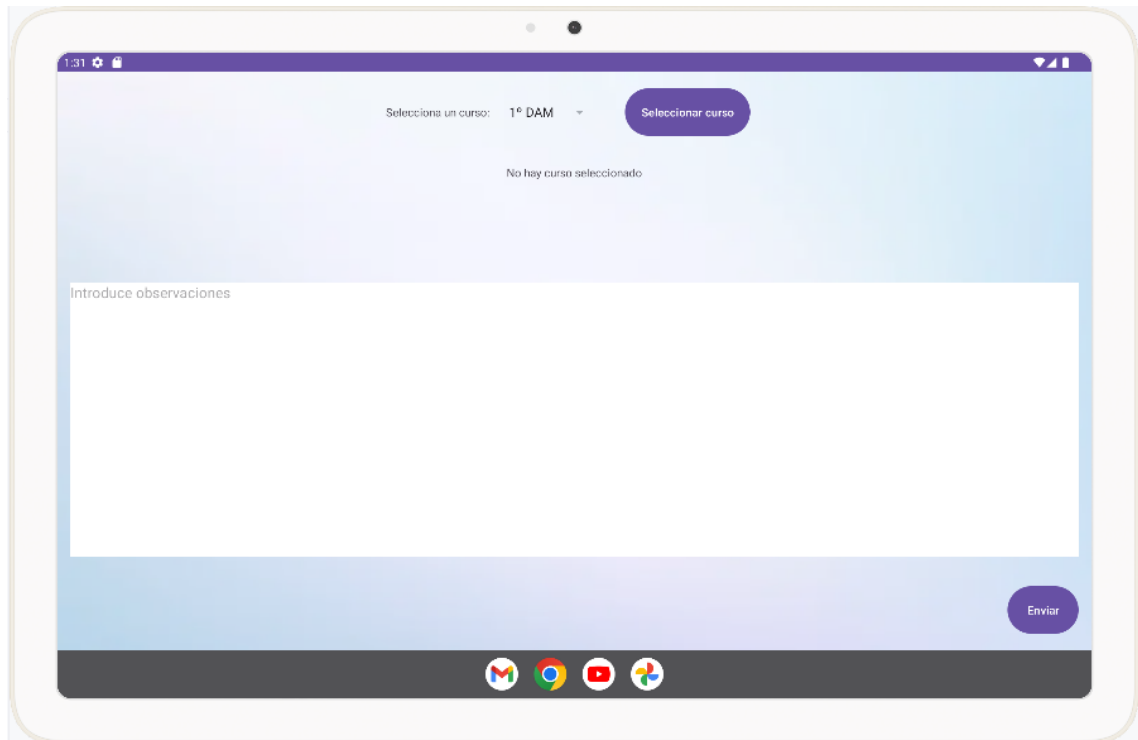 1:31
Selecciona un curso: 1º DAM Seleccionar curso
No hay curso seleccionado
Introduce observaciones
Enviar